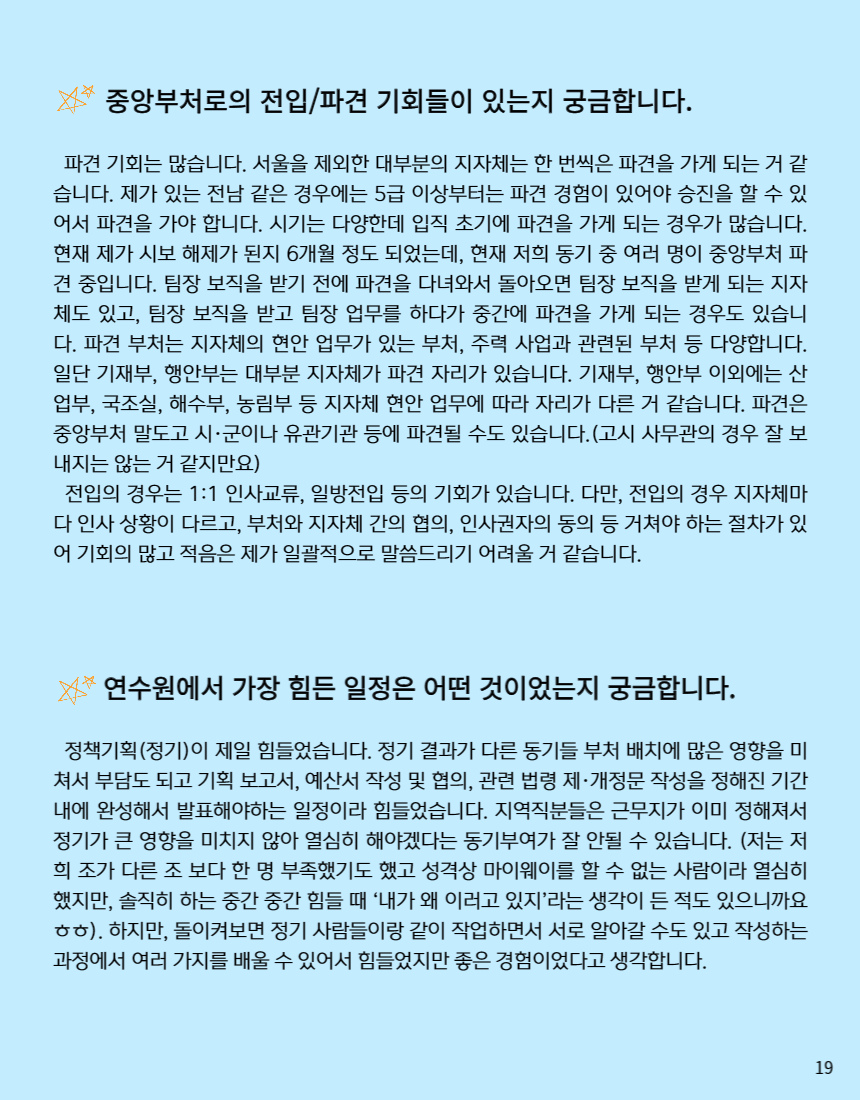 중앙부처로의 전입/파견 기회들이 있는지 궁금합니다.
파견 기회는 많습니다. 서울을 제외한 대부분의 지자체는 한 번씩은 파견을 가게 되는 거 같
습니다. 제가 있는 전남 같은 경우에는 5급 이상부터는 파견 경험이 있어야 승진을 할 수 있
어서 파견을 가야 합니다. 시기는 다양한데 입직 초기에 파견을 가게 되는 경우가 많습니다.
현재 제가 시보 해제가 된지 6개월 정도 되었는데, 현재 저희 동기 중 여러 명이 중앙부처 파
견 중입니다. 팀장 보직을 받기 전에 파견을 다녀와서 돌아오면 팀장 보직을 받게 되는 지자
체도 있고, 팀장 보직을 받고 팀장 업무를 하다가 중간에 파견을 가게 되는 경우도 있습니
다. 파견 부처는 지자체의 현안 업무가 있는 부처, 주력 사업과 관련된 부처 등 다양합니다.
일단 기재부, 행안부는 대부분 지자체가 파견 자리가 있습니다. 기재부, 행안부 이외에는 산
업부, 국조실, 해수부, 농림부 등 지자체 현안 업무에 따라 자리가 다른 거 같습니다. 파견은
중앙부처 말도고 시·군이나 유관기관 등에 파견될 수도 있습니다.(고시 사무관의 경우 잘 보
내지는 않는 거 같지만요)
전입의 경우는 1:1 인사교류, 일방전입 등의 기회가 있습니다. 다만, 전입의 경우 지자체마
다 인사 상황이 다르고, 부처와 지자체 간의 협의, 인사권자의 동의 등 거쳐야 하는 절차가 있
어 기회의 많고 적음은 제가 일괄적으로 말씀드리기 어려울 거 같습니다.
연수원에서 가장 힘든 일정은 어떤 것이었는지 궁금합니다.
정책기획(정기)이 제일 힘들었습니다. 정기 결과가 다른 동기들 부처 배치에 많은 영향을 미
쳐서 부담도 되고 기획 보고서, 예산서 작성 및 협의, 관련 법령 제·개정문 작성을 정해진 기간
내에 완성해서 발표해야하는 일정이라 힘들었습니다. 지역직분들은 근무지가 이미 정해져서
정기가 큰 영향을 미치지 않아 열심히 해야겠다는 동기부여가 잘 안될 수 있습니다. (저는 저
희 조가 다른 조 보다 한 명 부족했기도 했고 성격상 마이웨이를 할 수 없는 사람이라 열심히
했지만, 솔직히 하는 중간 중간 힘들 때 ‘내가 왜 이러고 있지’라는 생각이 든 적도 있으니까요
ㅎㅎ). 하지만, 돌이켜보면 정기 사람들이랑 같이 작업하면서 서로 알아갈 수도 있고 작성하는
과정에서 여러 가지를 배울 수 있어서 힘들었지만 좋은 경험이었다고 생각합니다.
19